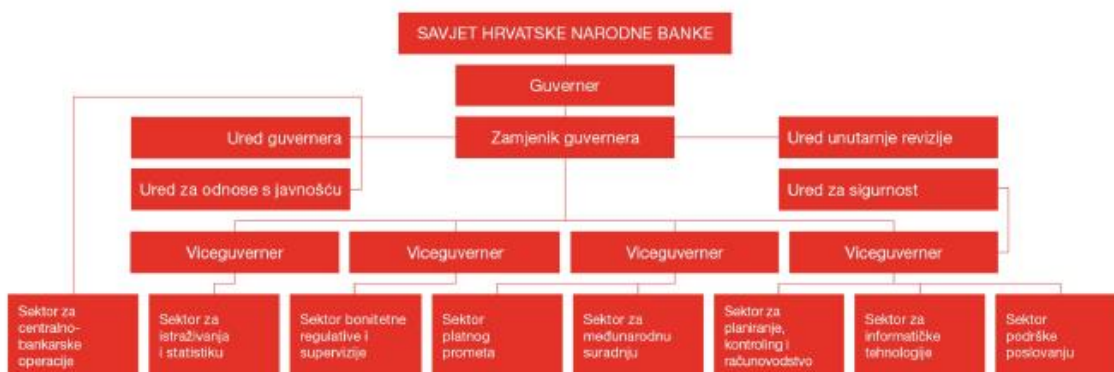 SAVJET HRVATSKE NARODNE BANKE
Guverner
Ured guvernera
Zamjenik guvernera
Ured unutarnje revizije
Ured za odnose s javnošću
Ured za sigurnost
Viceguverner
Viceguverner
Viceguverner
Viceguverner
Sektor za
centralno-
bankarske
operacije
Sektor za
istraživanja
i statistiku
Sektor bonitetne
regulative i
supervizije
Sektor
platnog
prometa
Sektor za
međunarodnu
suradnju
Sektor za
planiranje,
kontroling i
računovodstvo
Sektor za
informatičke
tehnologije
Sektor
podrške
poslovanju